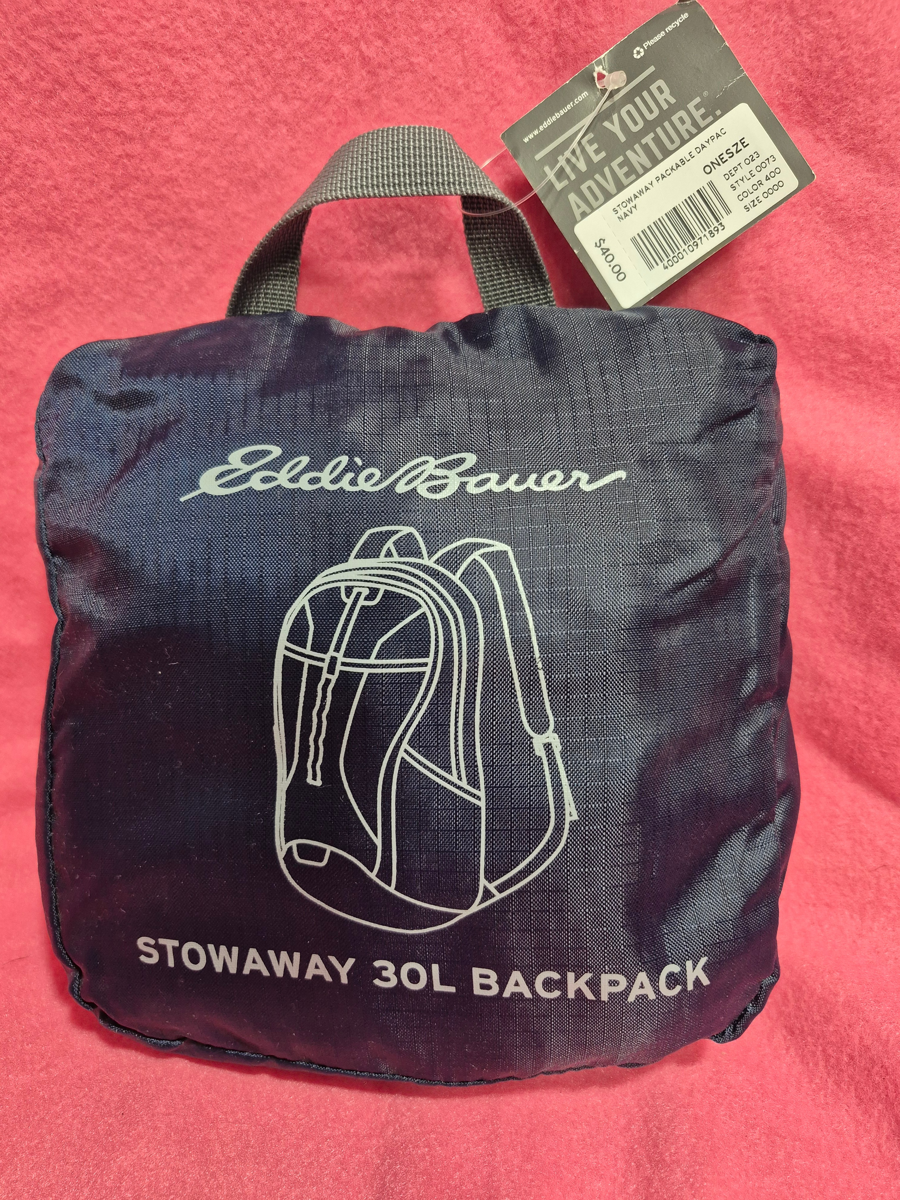 Please recycle
www.eddiebauer.com
LIVE YOUR
ADVENTURE.®
STOWAWAY PACKABLE DAYPAC
NAVY
ONESZE
DEPT 023
STYLE 0073
COLOR 400
SIZE 0000
400010971893
$40.00
Eddie Bauer
STOWAWAY 30L BACKPACK